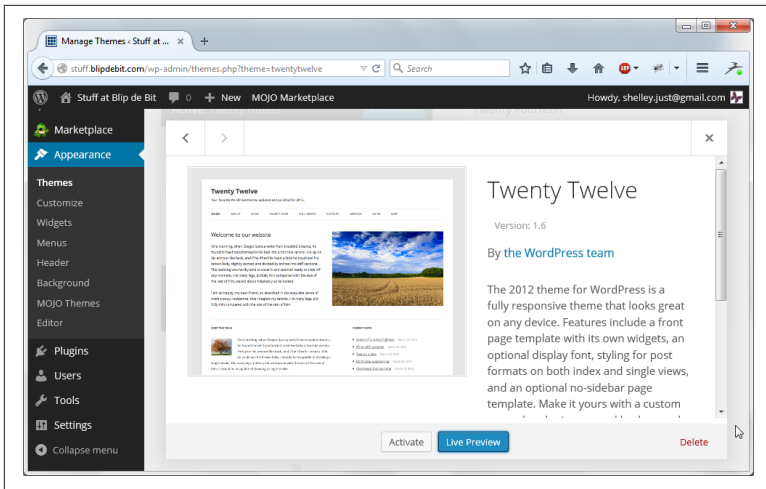 Manage Themes ‹ Stuff at ...
stuff.blipdebit.com/wp-admin/themes.php?theme=twentytwelve
Search
Stuff at Blip de Bit 0 + New MOJO Marketplace Howdy, shelley.just@gmail.com
Marketplace
Appearance
Themes
Customize
Widgets
Menus
Header
Background
MOJO Themes
Editor
Plugins
Users
Tools
Settings
Collapse menu
Twenty Twelve
HOME ABOUT BLOG
Welcome to our website
Twenty Twelve
Version: 1.6
By the WordPress team
The 2012 theme for WordPress is a
fully responsive theme that looks great
on any device. Features include a front
page template with its own widgets, an
optional display font, styling for post
formats on both index and single views,
and an optional no-sidebar page
template. Make it yours with a custom
Activate Live Preview Delete